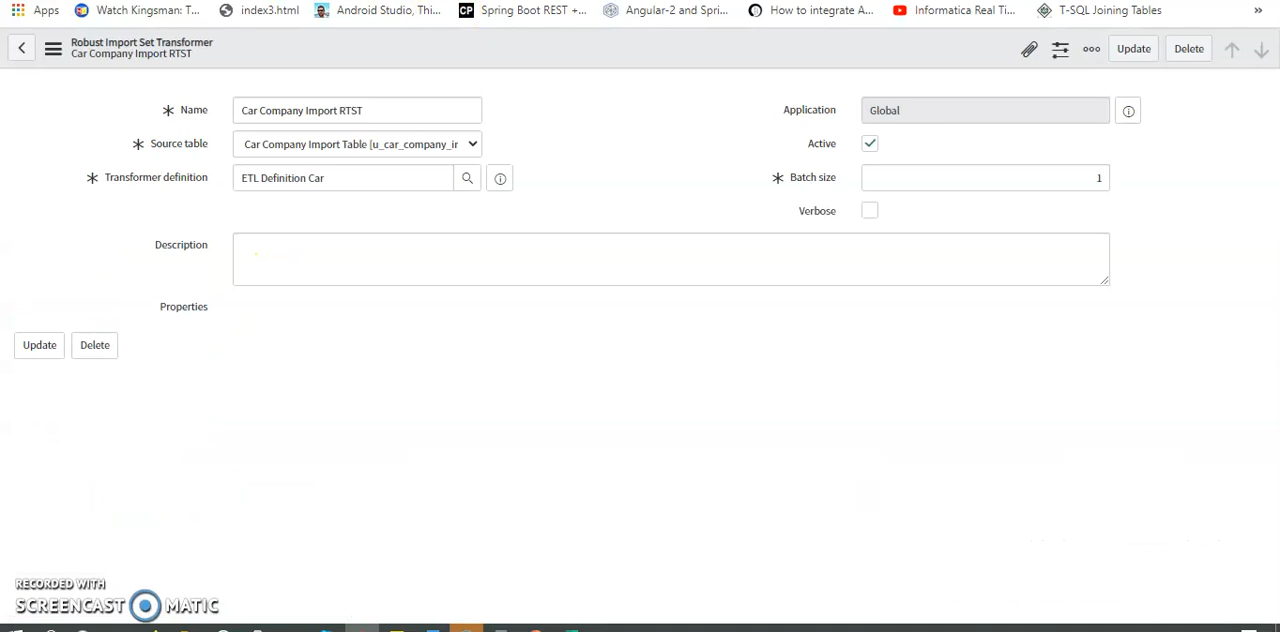 Apps Watch Kingsman: T... index3.html Android Studio, Thi... CP Spring Boot REST +... Angular-2 and Spri... How to integrate A... Informatica Real Ti... T-SQL Joining Tables »
Robust Import Set Transformer
Car Company Import RTST
Update Delete
* Name Car Company Import RTST Application Global
* Source table Car Company Import Table [u_car_company_ir Active
* Transformer definition ETL Definition Car * Batch size 1
Verbose
Description
Properties
Update Delete
RECORDED WITH
SCREENCAST MATIC